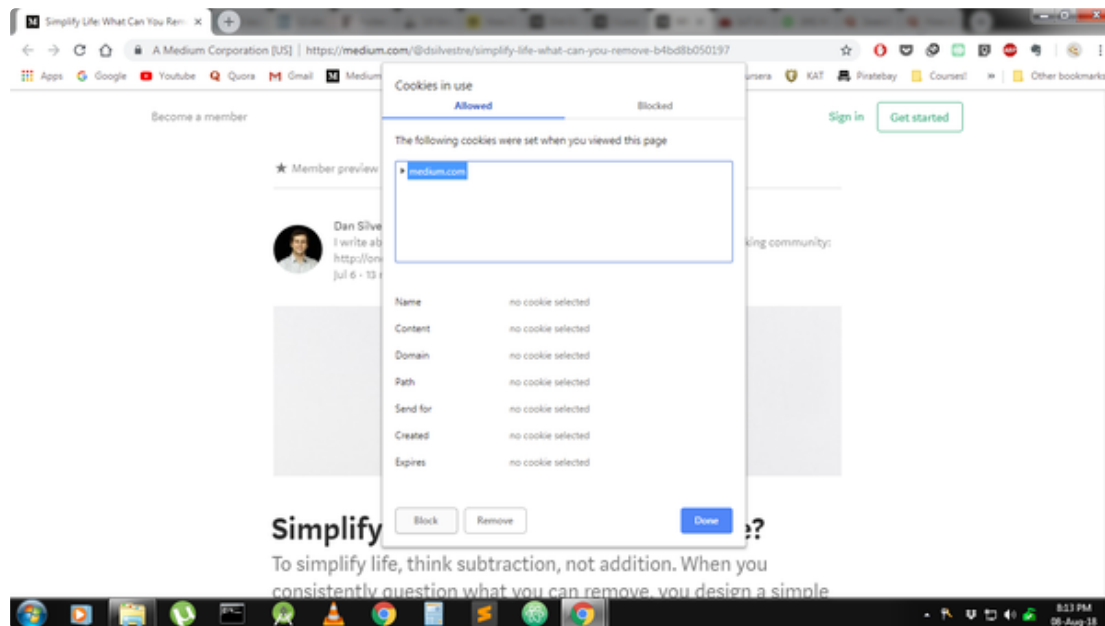 Simplify Life: What Can You Rem
A Medium Corporation [US] | https://medium.com/@dsilvestre/simplify-life-what-can-you-remove-b4bd8b050197
Apps Google Youtube Quora Gmail Medium KAT Piratebay Courses! » Other bookmarks
Become a member
Sign in
Get started
Member preview
Dan Silve
I write ab
king community:
http://on
Jul 6 · 13
Cookies in use
Allowed
Blocked
The following cookies were set when you viewed this page
medium.com
Name no cookie selected
Content no cookie selected
Domain no cookie selected
Path no cookie selected
Send for no cookie selected
Created no cookie selected
Expires no cookie selected
Block
Remove
Done
Simplify
e?
To simplify life, think subtraction, not addition. When you
consistently question what you can remove, you design a simple
8:13 PM
08-Aug-18